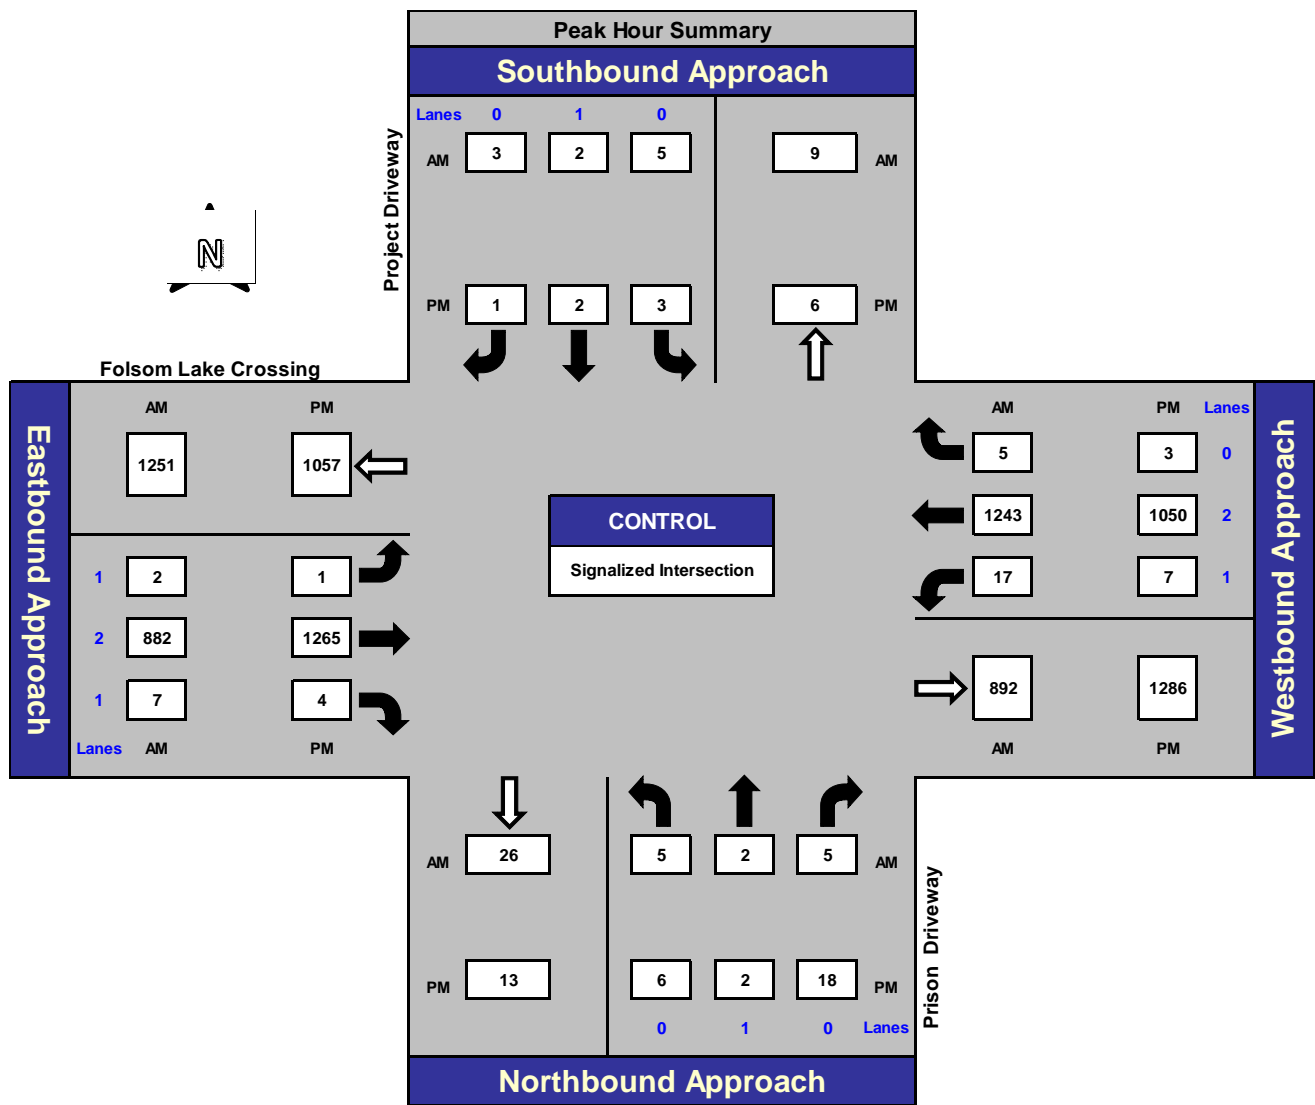 Peak Hour Summary
Southbound Approach
Lanes 0 1 0
AM 3 2 5 9 AM
Project Driveway
N
PM 1 2 3 6 PM
Folsom Lake Crossing
Eastbound Approach
AM PM
1251 1057
1 2 1
2 882 1265
1 7 4
Lanes AM PM
CONTROL
Signalized Intersection
AM PM Lanes
5 3 0
1243 1050 2
17 7 1
892 1286
AM PM
Westbound Approach
AM 26 5 2 5 AM
Prison Driveway
PM 13 6 2 18 PM
0 1 0 Lanes
Northbound Approach